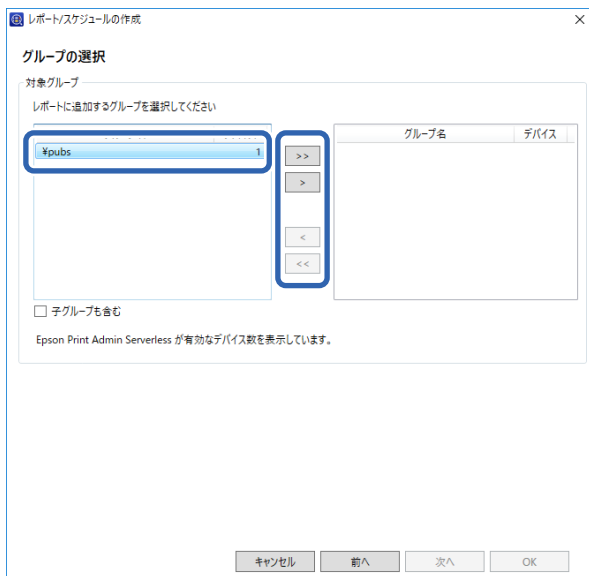 レポート/スケジュールの作成
グループの選択
対象グループ
レポートに追加するグループを選択してください
グループ名 デバイス
¥pubs 1
>>
>
<
<<
子グループも含む
Epson Print Admin Serverless が有効なデバイス数を表示しています。
キャンセル 前へ 次へ OK